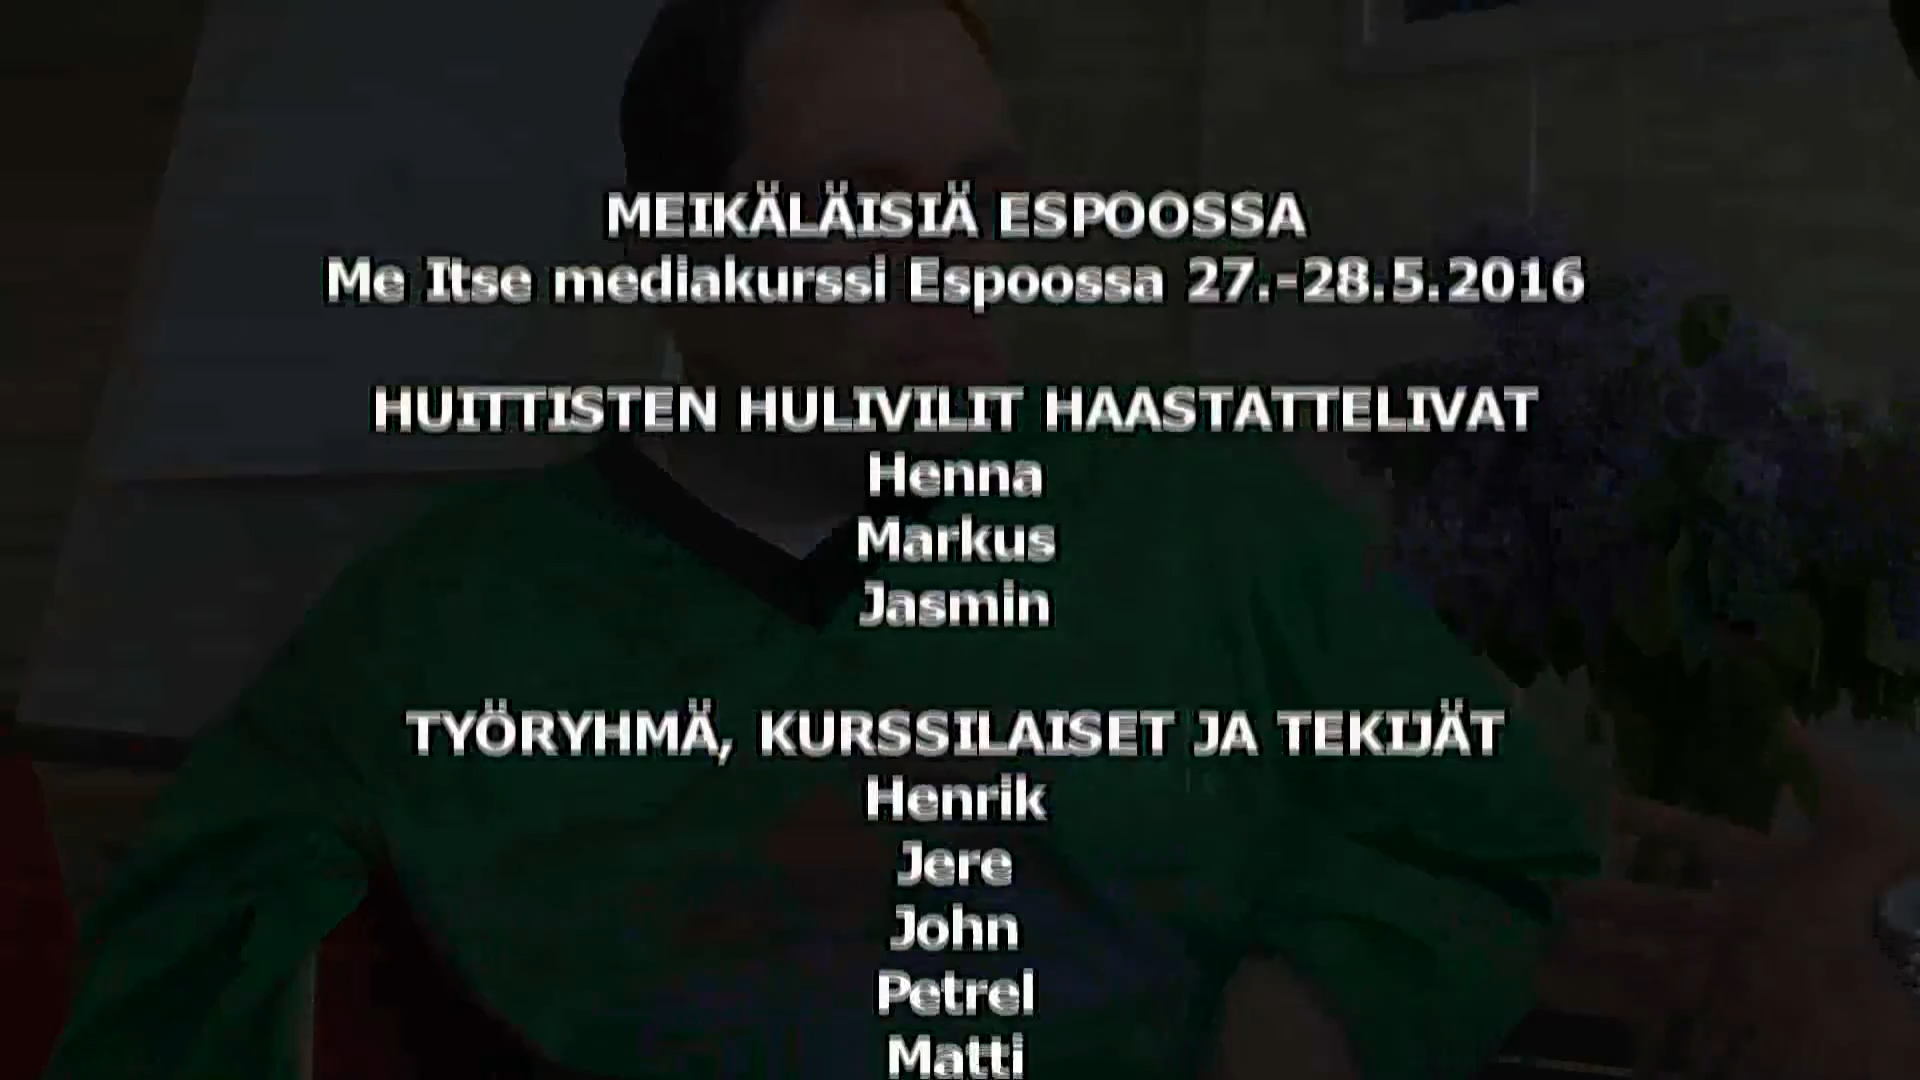 MEIKÄLÄISIÄ ESPOOSSA
Me Itse mediakurssi Espoossa 27.-28.5.2016
HUITTISTEN HULIVILIT HAASTATTELIVAT
Henna
Markus
Jasmin
TYÖRYHMÄ, KURSSILAISET JA TEKIJÄT
Henrik
Jere
John
Petrel
Matti